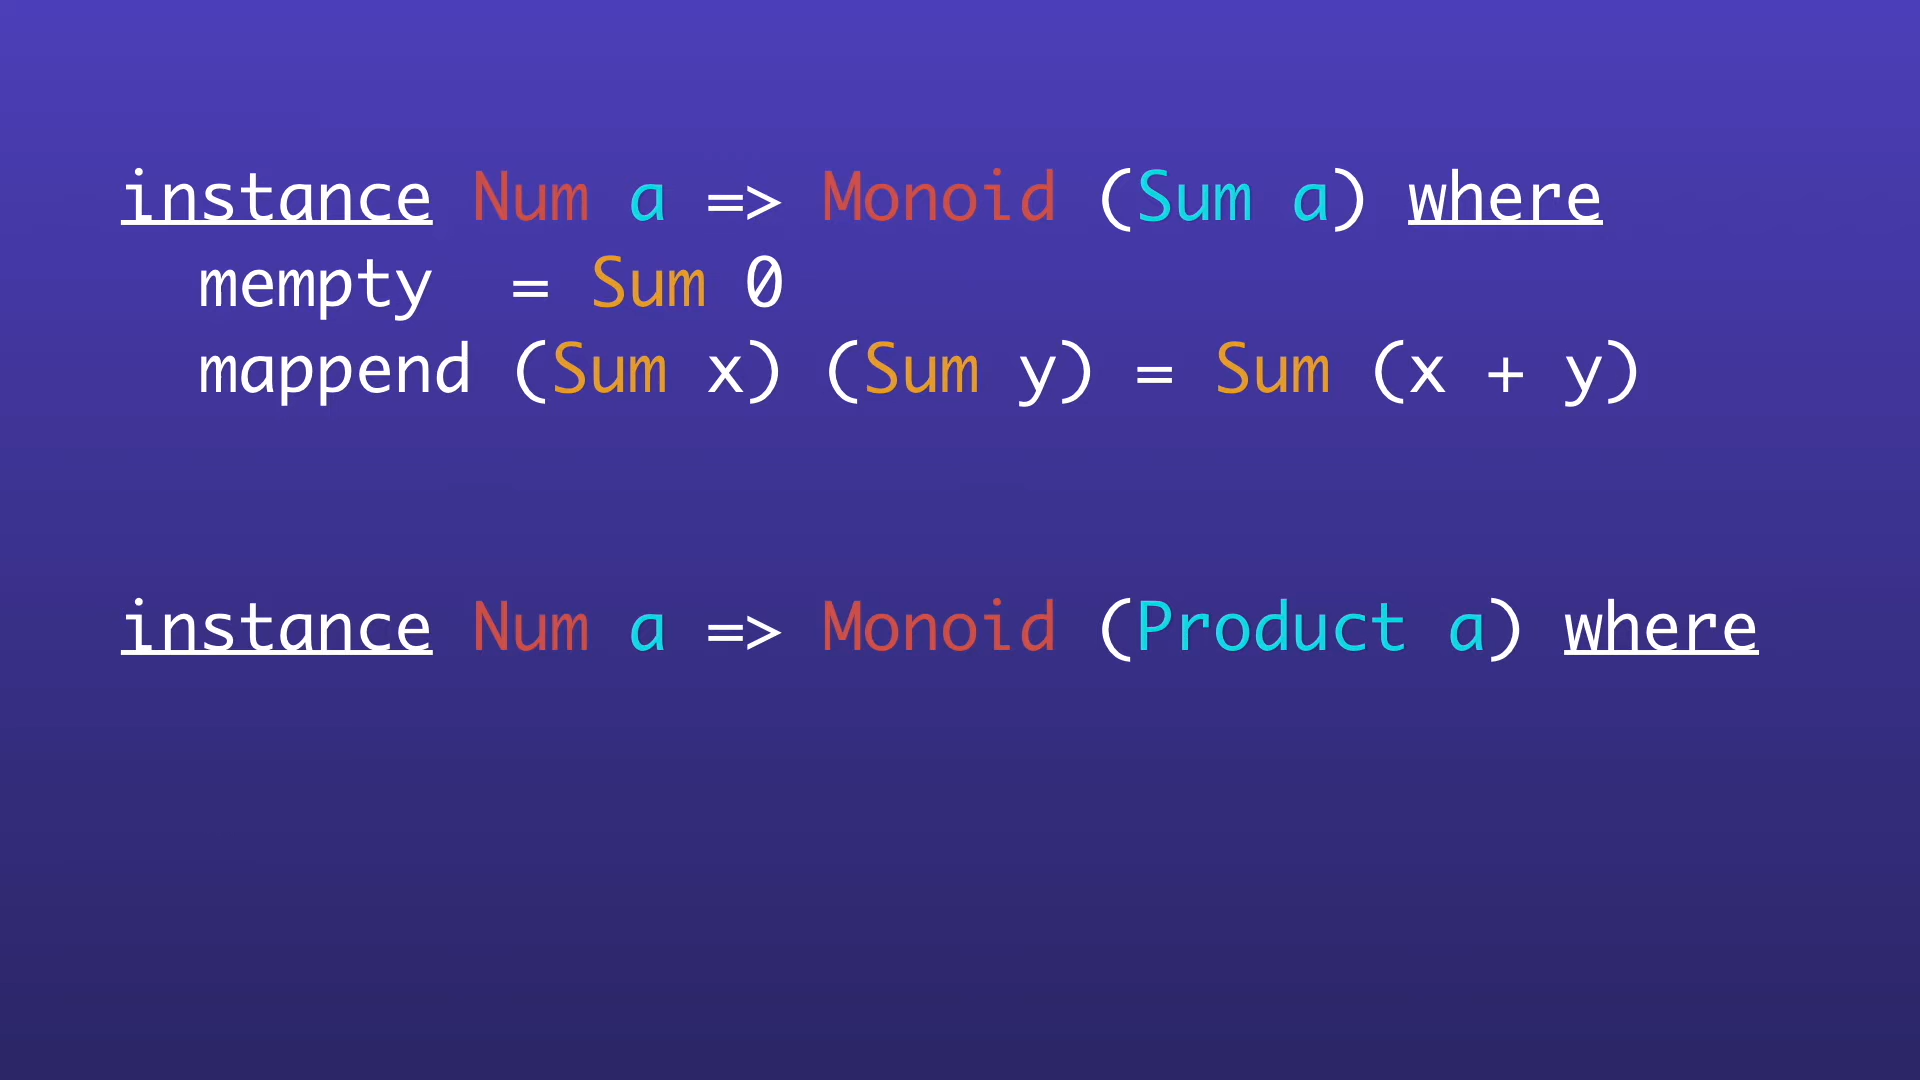 instance Num a => Monoid (Sum a) where
  mempty  = Sum 0
  mappend (Sum x) (Sum y) = Sum (x + y)
instance Num a => Monoid (Product a) where